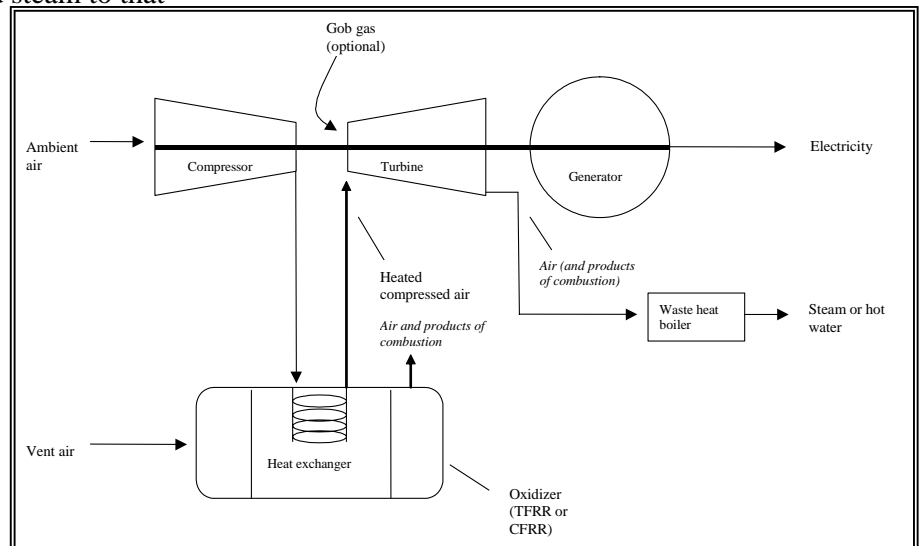 steam to that
Gob gas
(optional)
Ambient
air
Compressor
Turbine
Generator
Electricity
Air (and products
of combustion)
Heated
compressed air
Air and products of
combustion
Waste heat
boiler
Steam or hot
water
Vent air
Heat exchanger
Oxidizer
(TFRR or
CFRR)